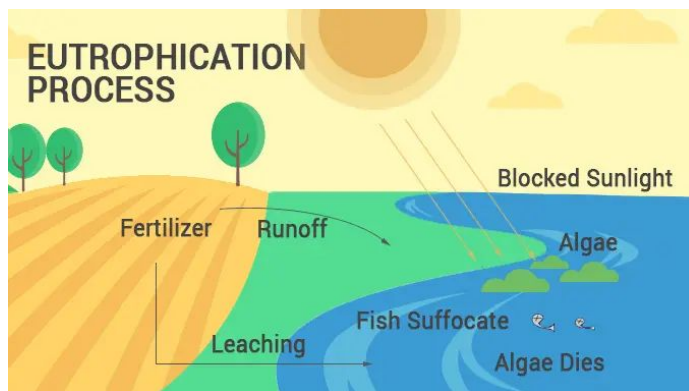 EUTROPHICATION
PROCESS
Blocked Sunlight
Fertilizer
Runoff
Algae
Fish Suffocate
Leaching
Algae Dies